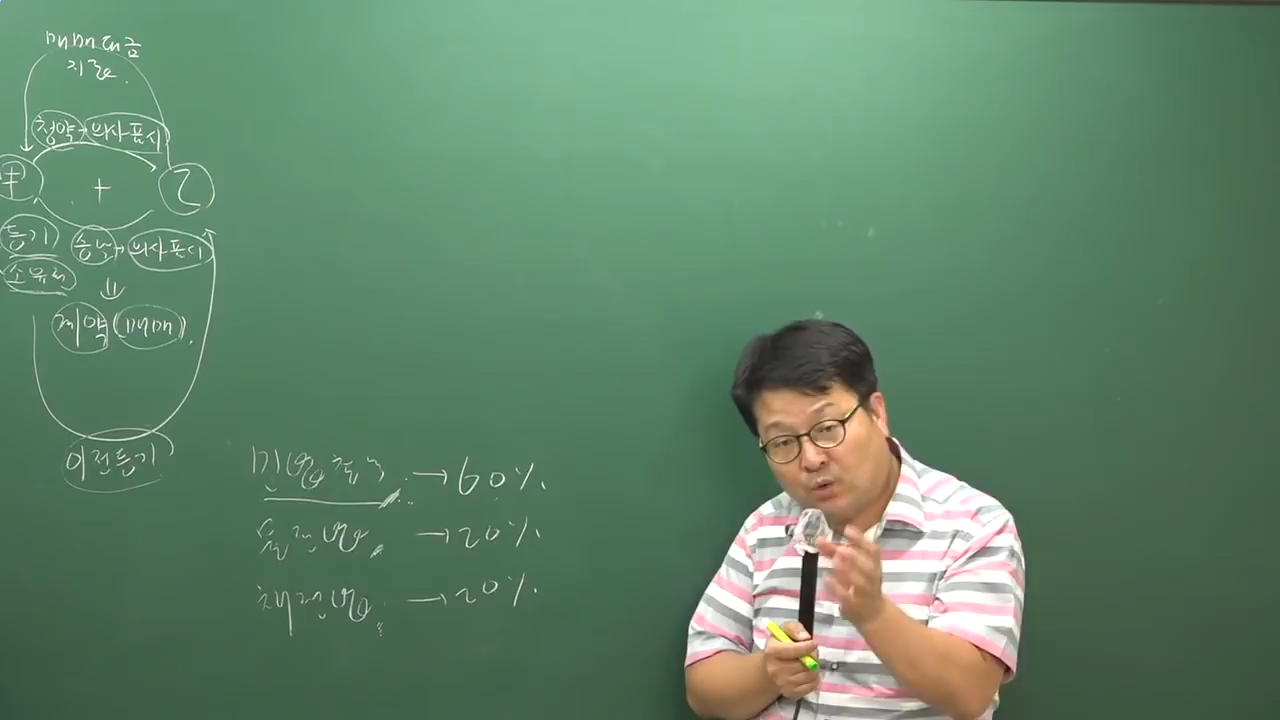 매매대금
지급
청약 → 의사표시
甲 + 乙
등기 승낙 → 의사표시
소유권
⇓
계약 (매매)
이전등기
민법총칙 → 60%
물권법 → 20%
채권법 → 20%